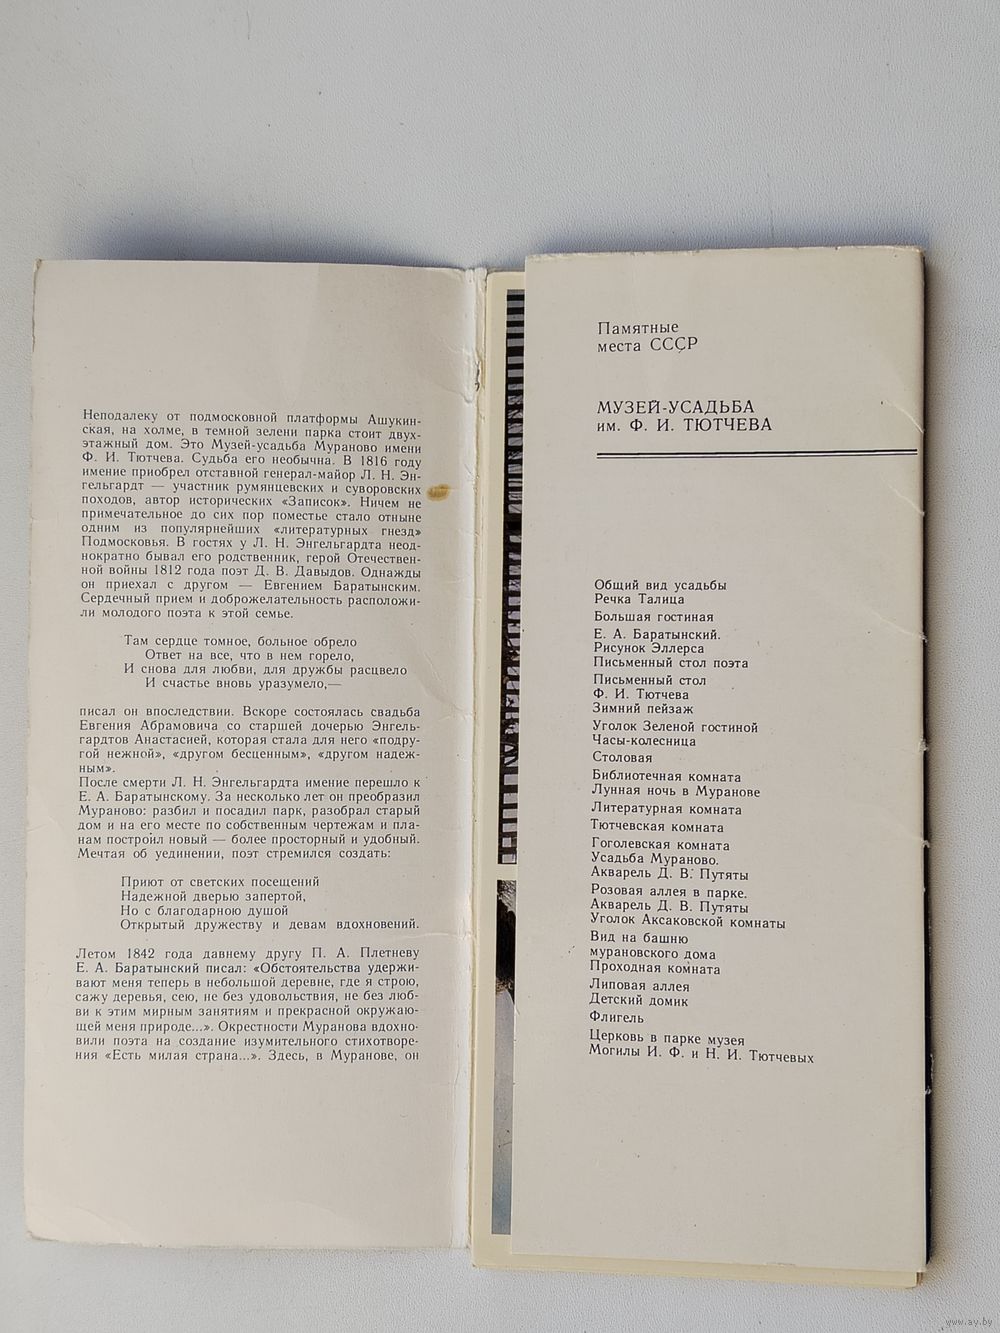 Неподалеку от подмосковной платформы Ашукин-
ская, на холме, в темной зелени парка стоит двух-
этажный дом. Это Музей-усадьба Мураново имени
Ф. И. Тютчева. Судьба его необычна. В 1816 году
имение приобрел отставной генерал-майор Л. Н. Эн-
гельгардт — участник румянцевских и суворовских
походов, автор исторических «Записок». Ничем не
примечательное до сих пор поместье стало отныне
одним из популярнейших «литературных гнезд»
Подмосковья. В гостях у Л. Н. Энгельгардта неод-
нократно бывал его родственник, герой Отечествен-
ной войны 1812 года поэт Д. В. Давыдов. Однажды
он приехал с другом — Евгением Баратынским.
Сердечный прием и доброжелательность расположи-
ли молодого поэта к этой семье.
Там сердце томное, больное обрело
Ответ на все, что в нем горело,
И снова для любви, для дружбы расцвело
И счастье вновь уразумело,—
писал он впоследствии. Вскоре состоялась свадьба
Евгения Абрамовича со старшей дочерью Энгель-
гардтов Анастасией, которая стала для него «подру-
гой нежной», «другом бесценным», «другом надеж-
ным».
После смерти Л. Н. Энгельгардта имение перешло к
Е. А. Баратынскому. За несколько лет он преобразил
Мураново: разбил и посадил парк, разобрал старый
дом и на его месте по собственным чертежам и пла-
нам построил новый — более просторный и удобный.
Мечтая об уединении, поэт стремился создать:
Приют от светских посещений
Надежной дверью запертой,
Но с благодарною душой
Открытый дружеству и девам вдохновений.
Летом 1842 года давнему другу П. А. Плетневу
Е. А. Баратынский писал: «Обстоятельства удержи-
вают меня теперь в небольшой деревне, где я строю,
сажу деревья, сею, не без удовольствия, не без люб-
ви к этим мирным занятиям и прекрасной окружаю-
щей меня природе...». Окрестности Муранова вдохно-
вили поэта на создание изумительного стихотворе-
ния «Есть милая страна...». Здесь, в Муранове, он
Памятные
места СССР
МУЗЕЙ-УСАДЬБА
им. Ф. И. ТЮТЧЕВА
Общий вид усадьбы
Речка Талица
Большая гостиная
Е. А. Баратынский.
Рисунок Эллерса
Письменный стол поэта
Письменный стол
Ф. И. Тютчева
Зимний пейзаж
Уголок Зеленой гостиной
Часы-колесница
Столовая
Библиотечная комната
Лунная ночь в Муранове
Литературная комната
Тютчевская комната
Гоголевская комната
Усадьба Мураново.
Акварель Д. В. Путяты
Розовая аллея в парке.
Акварель Д. В. Путяты
Уголок Аксаковской комнаты
Вид на башню
мурановского дома
Проходная комната
Липовая аллея
Детский домик
Флигель
Церковь в парке музея
Могилы И. Ф. и Н. И. Тютчевых
www.ay.by